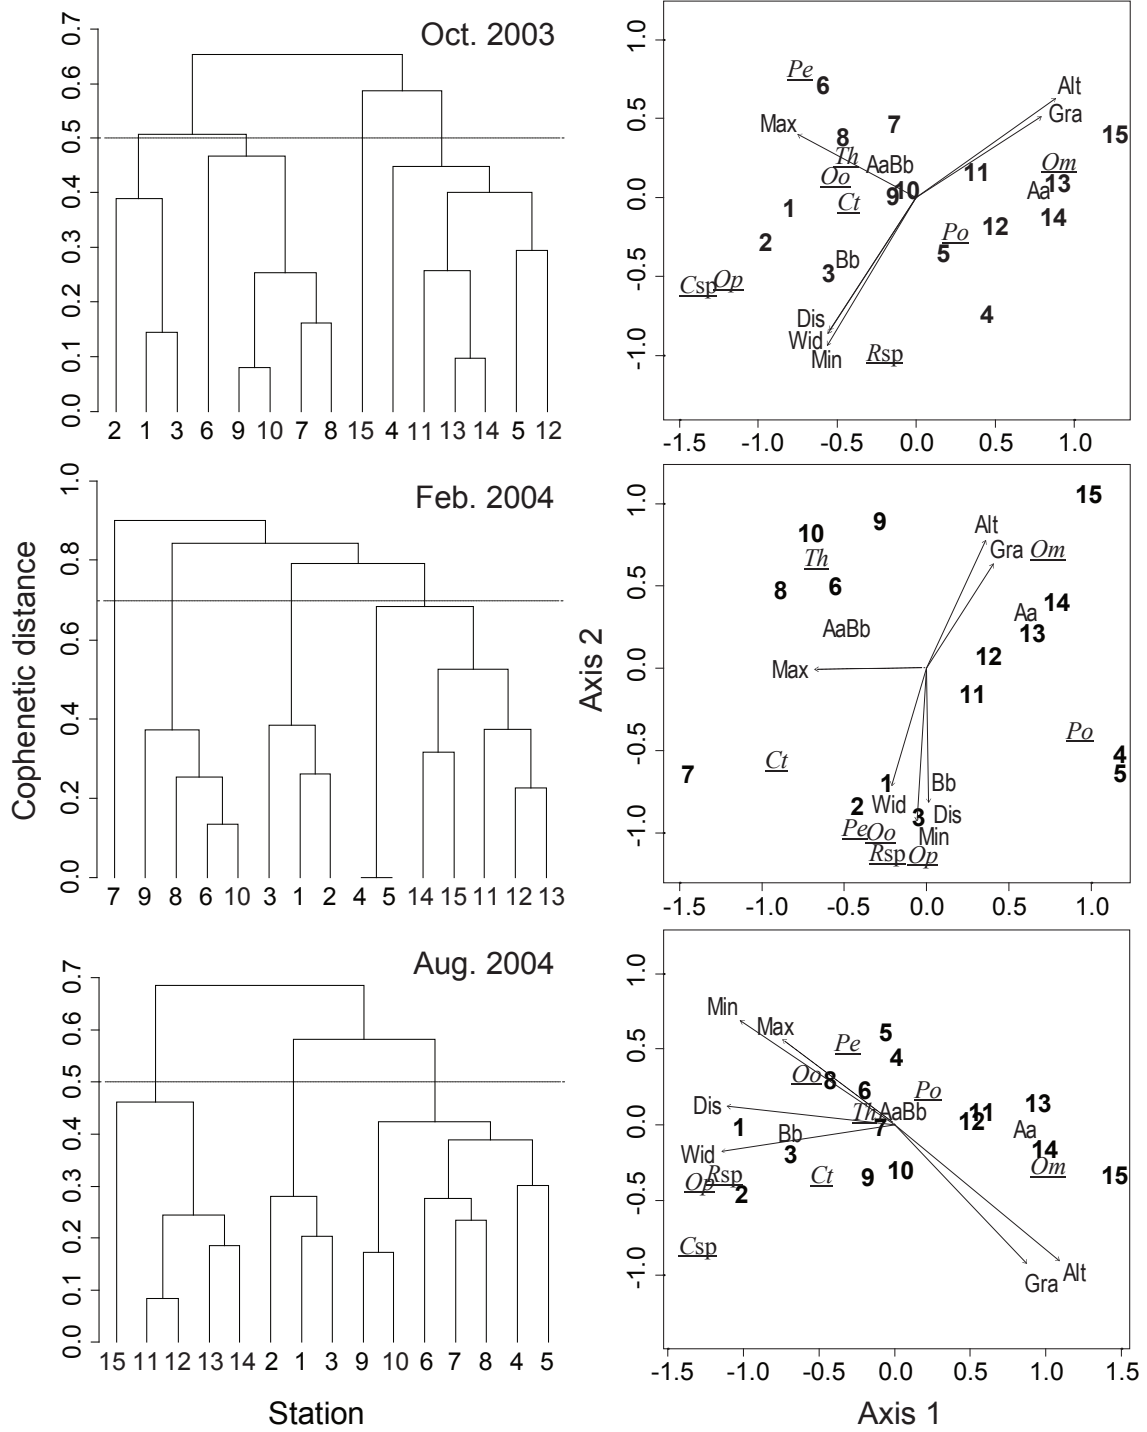 Oct. 2003
0.7
0.6
0.5
0.4
0.3
0.2
0.1
0.0
2 1 3 6 9 10 7 8 15 4 11 13 14 5 12
1.0
0.5
0.0
-0.5
-1.0
Pe
6
Alt
Gra
Max
7
15
8
Th
AaBb
Om
Oo
11
13
10
Aa
9
Ct
1
14
Po
12
2
5
Bb
3
Csp
Op
4
Dis
Wid
Min
Rsp
-1.5 -1.0 -0.5 0.0 0.5 1.0
Feb. 2004
1.0
0.8
0.6
0.4
0.2
0.0
7 9 8 6 10 3 1 2 4 5 14 15 11 12 13
Cophenetic distance
1.0
0.5
0.0
-0.5
-1.0
Axis 2
15
9
10
Alt
Gra
Om
Th
8
6
14
Aa
AaBb
13
12
Max
11
Po
4
Ct
7
5
1
Bb
2
Wid
3
Dis
Pe
Oo
Min
Rsp
Op
-1.5 -1.0 -0.5 0.0 0.5 1.0
Aug. 2004
0.7
0.6
0.5
0.4
0.3
0.2
0.1
0.0
15 11 12 13 14 2 1 3 9 10 6 7 8 4 5
Station
1.0
0.5
0.0
-0.5
-1.0
Min
Max
5
Pe
4
Oo
8
6
Po
Dis
Th
AaBb
13
11
12
1
7
Bb
Aa
3
14
Wid
Rsp
Ct
9
10
Om
15
Op
2
Csp
Gra
Alt
-1.5 -1.0 -0.5 0.0 0.5 1.0 1.5
Axis 1